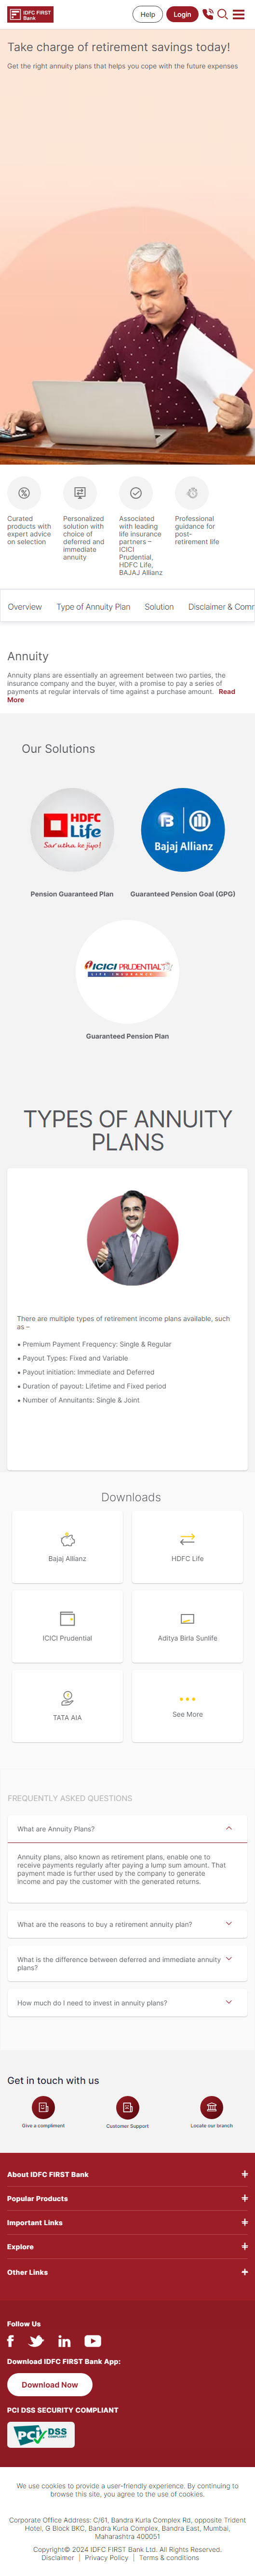 IDFC FIRST
Bank
Help
Login
Take charge of retirement savings today!
Get the right annuity plans that helps you cope with the future expenses
Curated
products with
expert advice
on selection
Personalized
solution with
choice of
deferred and
immediate
annuity
Associated
with leading
life insurance
partners –
ICICI
Prudential,
HDFC Life,
BAJAJ Allianz
Professional
guidance for
post-
retirement life
Overview
Type of Annuity Plan
Solution
Disclaimer & Comm
Annuity
Annuity plans are essentially an agreement between two parties, the
insurance company and the buyer, with a promise to pay a series of
payments at regular intervals of time against a purchase amount. Read
More
Our Solutions
HDFC
Life
Sar utha ke jiyo!
B
Bajaj Allianz
Pension Guaranteed Plan
Guaranteed Pension Goal (GPG)
ICICI PRUDENTIAL
LIFE INSURANCE
Guaranteed Pension Plan
TYPES OF ANNUITY
PLANS
There are multiple types of retirement income plans available, such
as –
• Premium Payment Frequency: Single & Regular
• Payout Types: Fixed and Variable
• Payout initiation: Immediate and Deferred
• Duration of payout: Lifetime and Fixed period
• Number of Annuitants: Single & Joint
Downloads
Bajaj Allianz
HDFC Life
ICICI Prudential
Aditya Birla Sunlife
TATA AIA
See More
FREQUENTLY ASKED QUESTIONS
What are Annuity Plans?
Annuity plans, also known as retirement plans, enable one to
receive payments regularly after paying a lump sum amount. That
payment made is further used by the company to generate
income and pay the customer with the generated returns.
What are the reasons to buy a retirement annuity plan?
What is the difference between deferred and immediate annuity
plans?
How much do I need to invest in annuity plans?
Get in touch with us
Give a compliment
Customer Support
Locate our branch
About IDFC FIRST Bank
Popular Products
Important Links
Explore
Other Links
Follow Us
Download IDFC FIRST Bank App:
Download Now
PCI DSS SECURITY COMPLIANT
PCI DSS
COMPLIANT
We use cookies to provide a user-friendly experience. By continuing to
browse this site, you agree to the use of cookies.
Corporate Office Address: C/61, Bandra Kurla Complex Rd, opposite Trident
Hotel, G Block BKC, Bandra Kurla Complex, Bandra East, Mumbai,
Maharashtra 400051
Copyright© 2024 IDFC FIRST Bank Ltd. All Rights Reserved.
Disclaimer | Privacy Policy | Terms & conditions